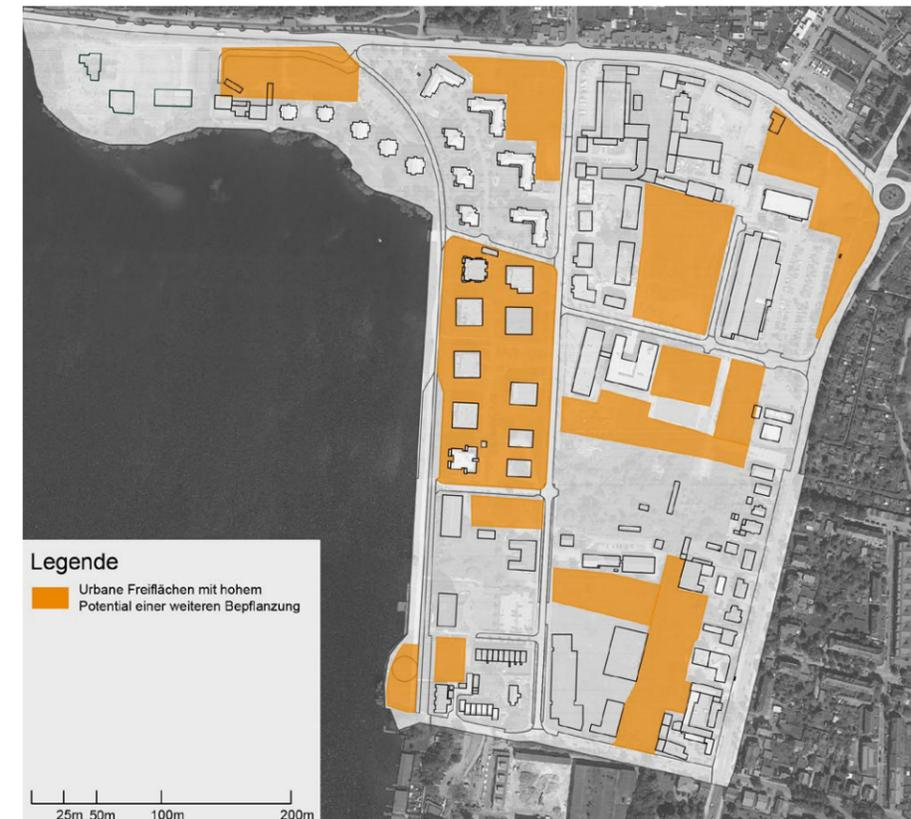 Legende
Urbane Freiflächen mit hohem
Potential einer weiteren Bepflanzung
25m 50m 100m 200m